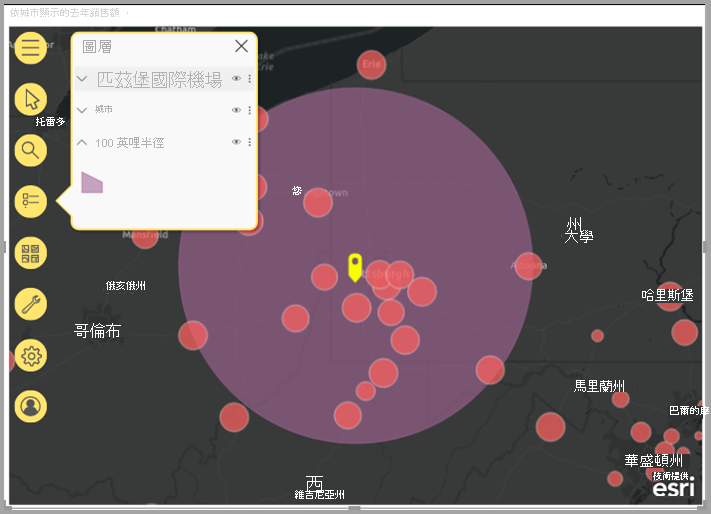 依城市顯示的去年銷售額
Chatham
圖層
匹茲堡國際機場
城市
100 英哩半徑
Lake
Erie
Erie
托雷多
您
Mansfield
俄亥俄州
哥倫布
Altoona
州
大學
哈里斯堡
馬里蘭州
巴爾的摩
華盛頓州
西
維吉尼亞州
技術提供
esri